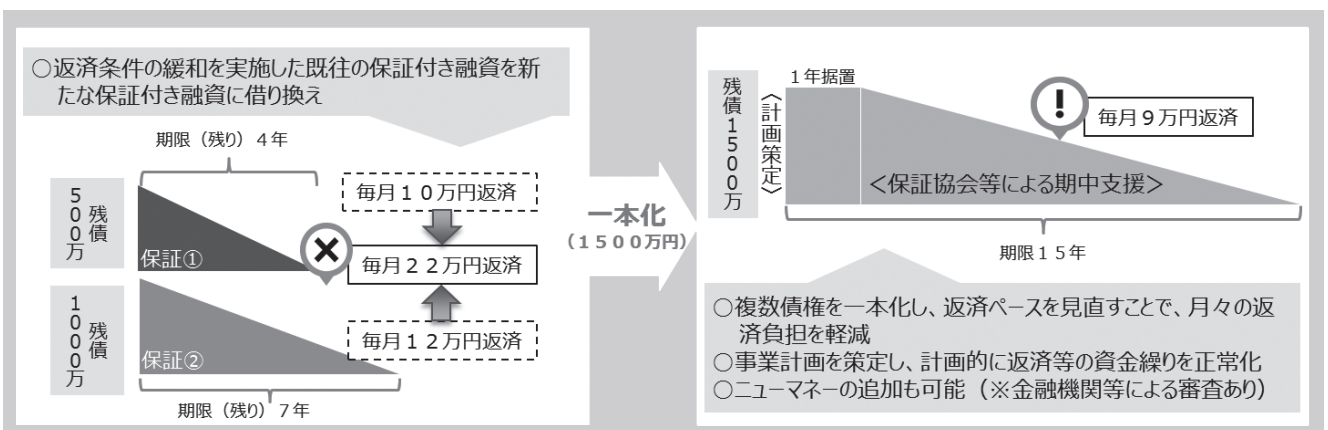 ○返済条件の緩和を実施した既往の保証付き融資を新
たな保証付き融資に借り換え
期限（残り）４年
残債
５００万
保証①
毎月１０万円返済
毎月２２万円返済
毎月１２万円返済
残債
１０００万
保証②
期限（残り）７年
一本化
（１５００万円）
残債１５００万
＜計画策定＞
１年据置
毎月９万円返済
＜保証協会等による期中支援＞
期限１５年
○複数債権を一本化し、返済ペースを見直すことで、月々の返
済負担を軽減
○事業計画を策定し、計画的に返済等の資金繰りを正常化
○ニューマネーの追加も可能（※金融機関等による審査あり）